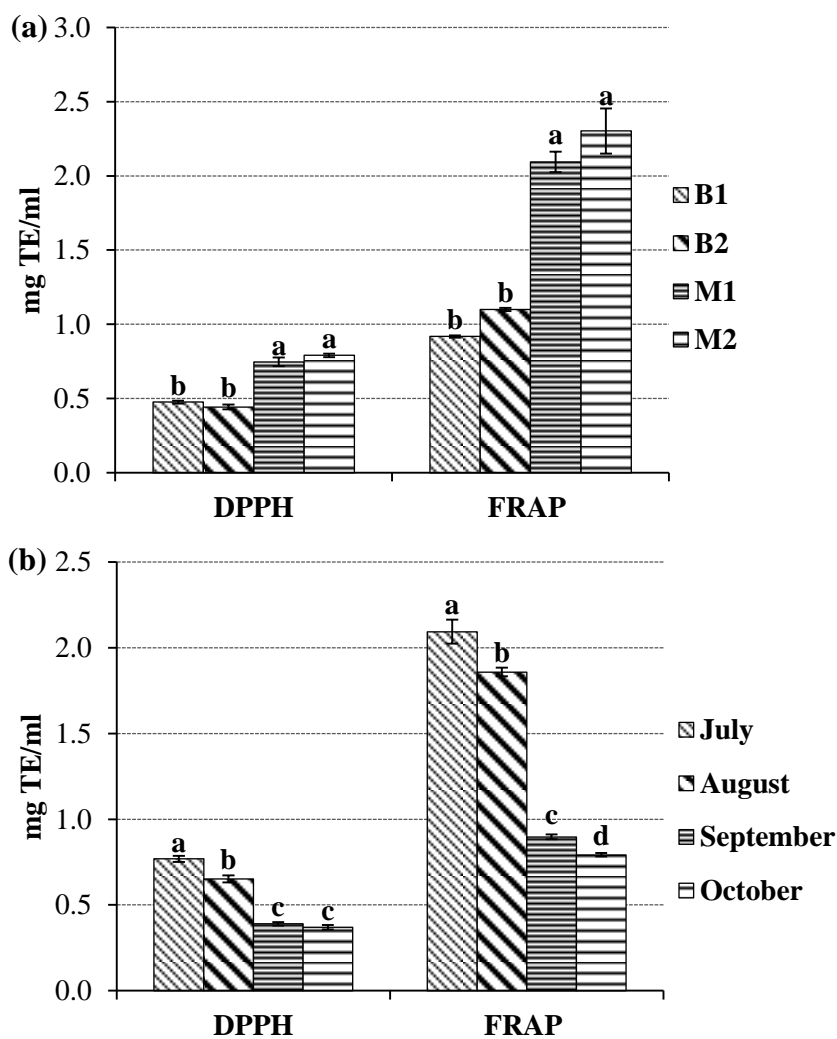 (a)
3.0
2.5
2.0
1.5
1.0
0.5
0.0
mg TE/ml
b b a a
b b a a
DPPH FRAP
B1
B2
M1
M2
(b)
2.5
2.0
1.5
1.0
0.5
0.0
mg TE/ml
a b c c
a b c d
DPPH FRAP
July
August
September
October